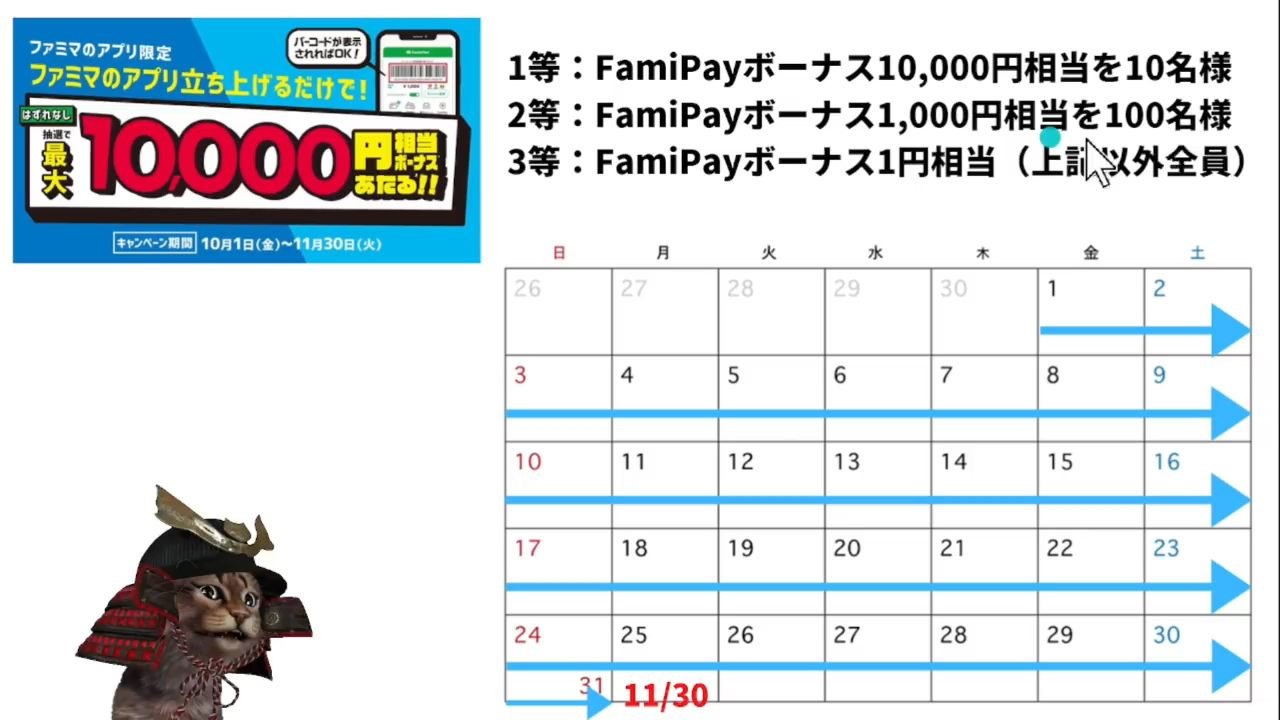 ファミマのアプリ限定
ファミマのアプリ立ち上げるだけで!
バーコードが表示
されればOK!
はずれなし
抽選で
最大
10,000円相当
ボーナス
あたる!!
キャンペーン期間 10月1日(金)〜11月30日(火)
1等：FamiPayボーナス10,000円相当を10名様
2等：FamiPayボーナス1,000円相当を100名様
3等：FamiPayボーナス1円相当（上記以外全員）
日 月 火 水 木 金 土
26 27 28 29 30 1 2
3 4 5 6 7 8 9
10 11 12 13 14 15 16
17 18 19 20 21 22 23
24 25 26 27 28 29 30
31 11/30